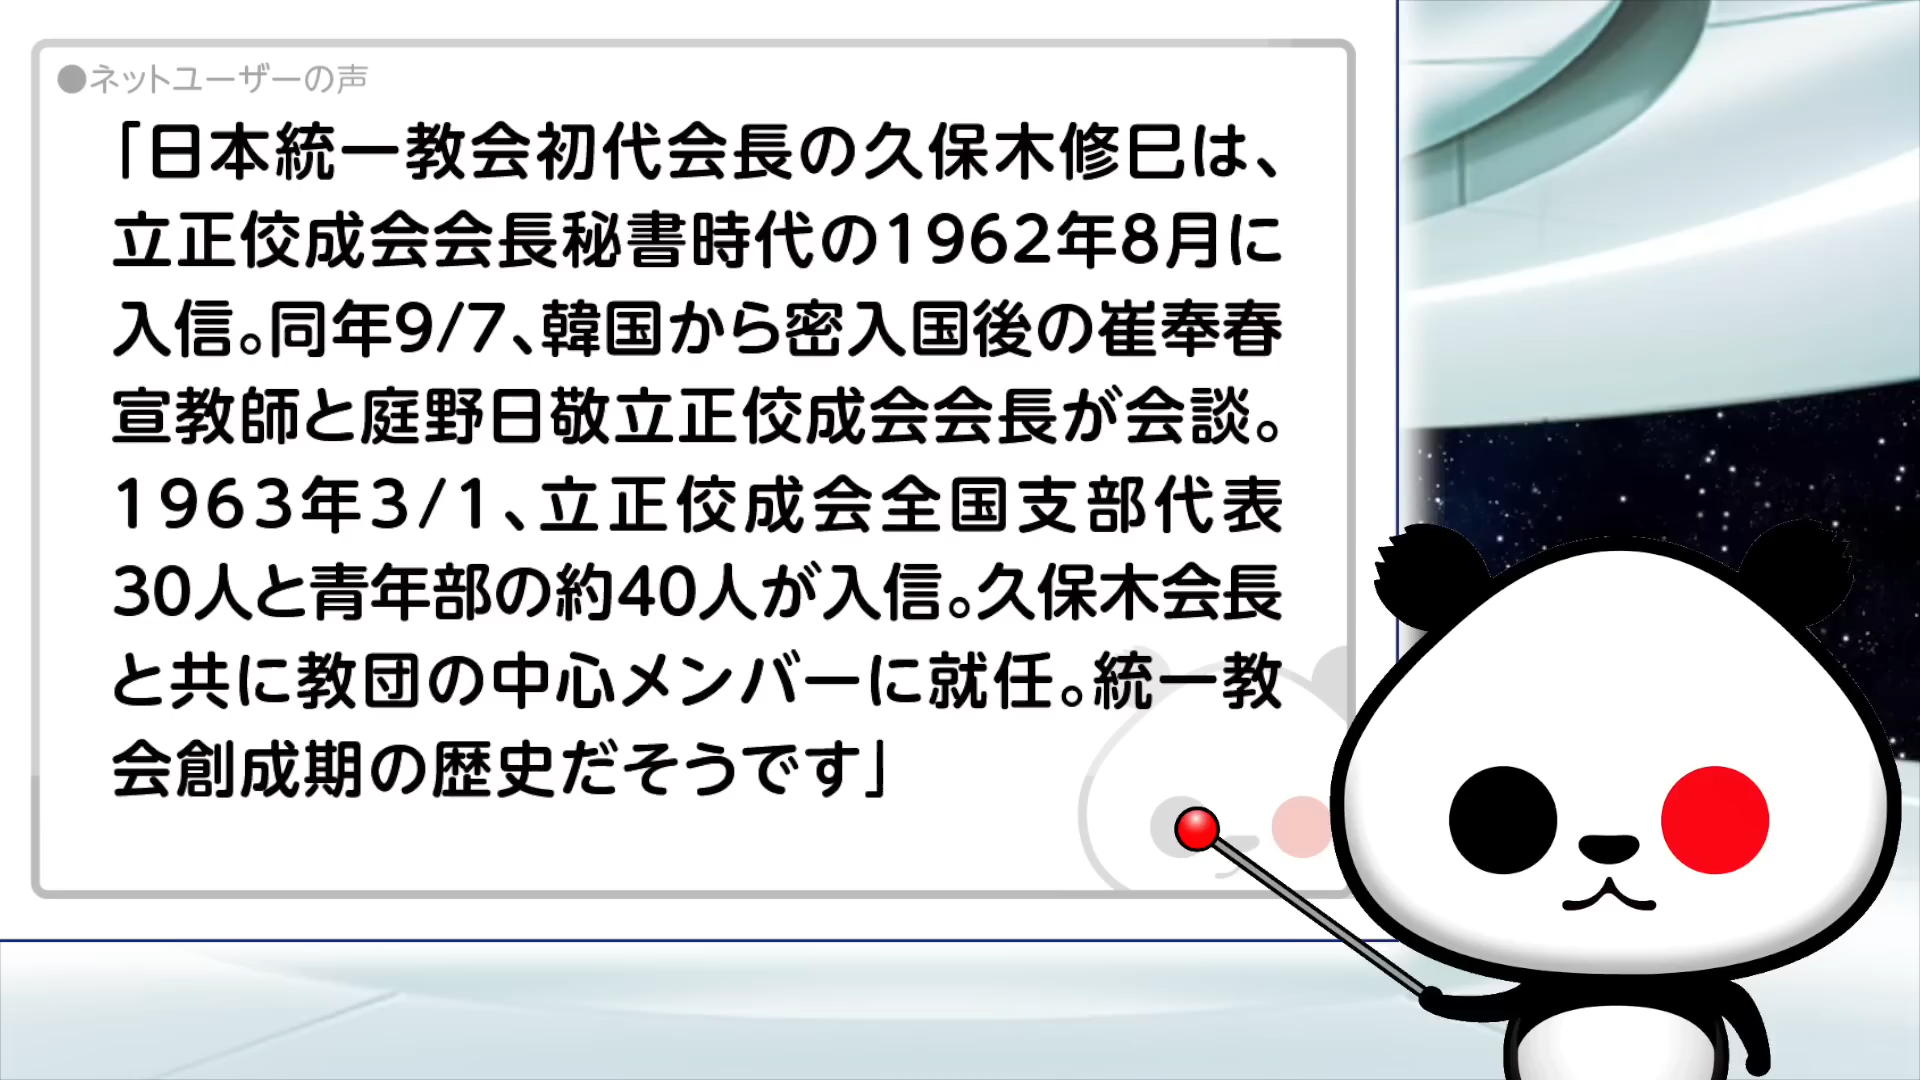 ●ネットユーザーの声
「日本統一教会初代会長の久保木修巳は、
立正佼成会会長秘書時代の1962年8月に
入信。同年9/7、韓国から密入国後の崔奉春
宣教師と庭野日敬立正佼成会会長が会談。
1963年3/1、立正佼成会全国支部代表
30人と青年部の約40人が入信。久保木会長
と共に教団の中心メンバーに就任。統一教
会創成期の歴史だそうです」